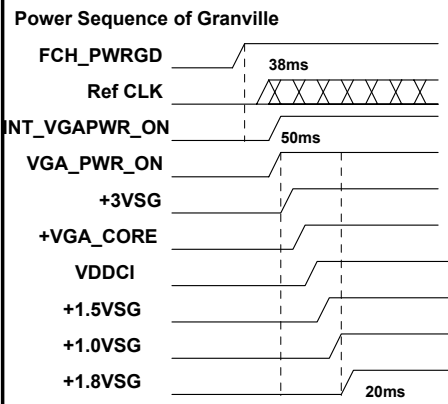 Power Sequence of Granville
FCH_PWRGD
38ms
Ref CLK
INT_VGAPWR_ON
50ms
VGA_PWR_ON
+3VSG
+VGA_CORE
VDDCI
+1.5VSG
+1.0VSG
+1.8VSG
20ms